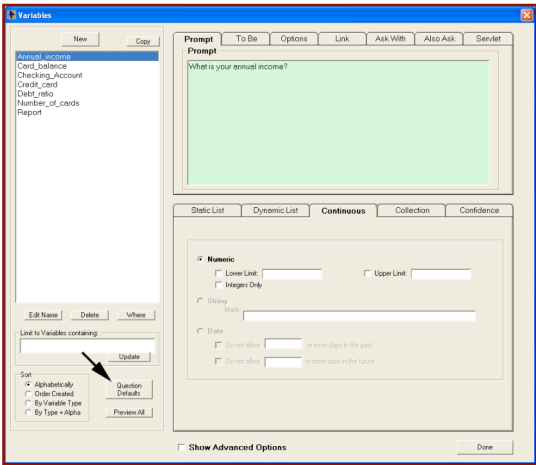 Variables
New
Copy
Annual_income
Card_balance
Checking_Account
Credit_card
Debt_ratio
Number_of_cards
Report
Edit Name
Delete
Where
Limit to Variables containing:
Update
Sort
Alphabetically
Order Created
By Variable Type
By Type + Alpha
Question Defaults
Preview All
Prompt To Be Options Link Ask With Also Ask Servlet
Prompt
What is your annual income?
Static List Dynamic List Continuous Collection Confidence
Numeric
Lower Limit: Upper Limit:
Integers Only
String
Mask:
Date
Do not allow or more days in the past
Do not allow or more days in the future
Show Advanced Options
Done